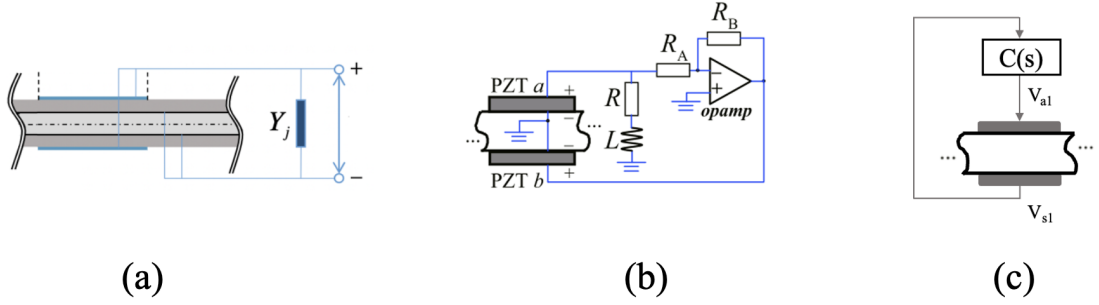 +
Y_j
−
(a)
R_B
R_A
PZT a
+
−
+
R
opamp
−
...
...
L
−
+
PZT b
(b)
C(s)
V_a1
...
...
V_s1
(c)